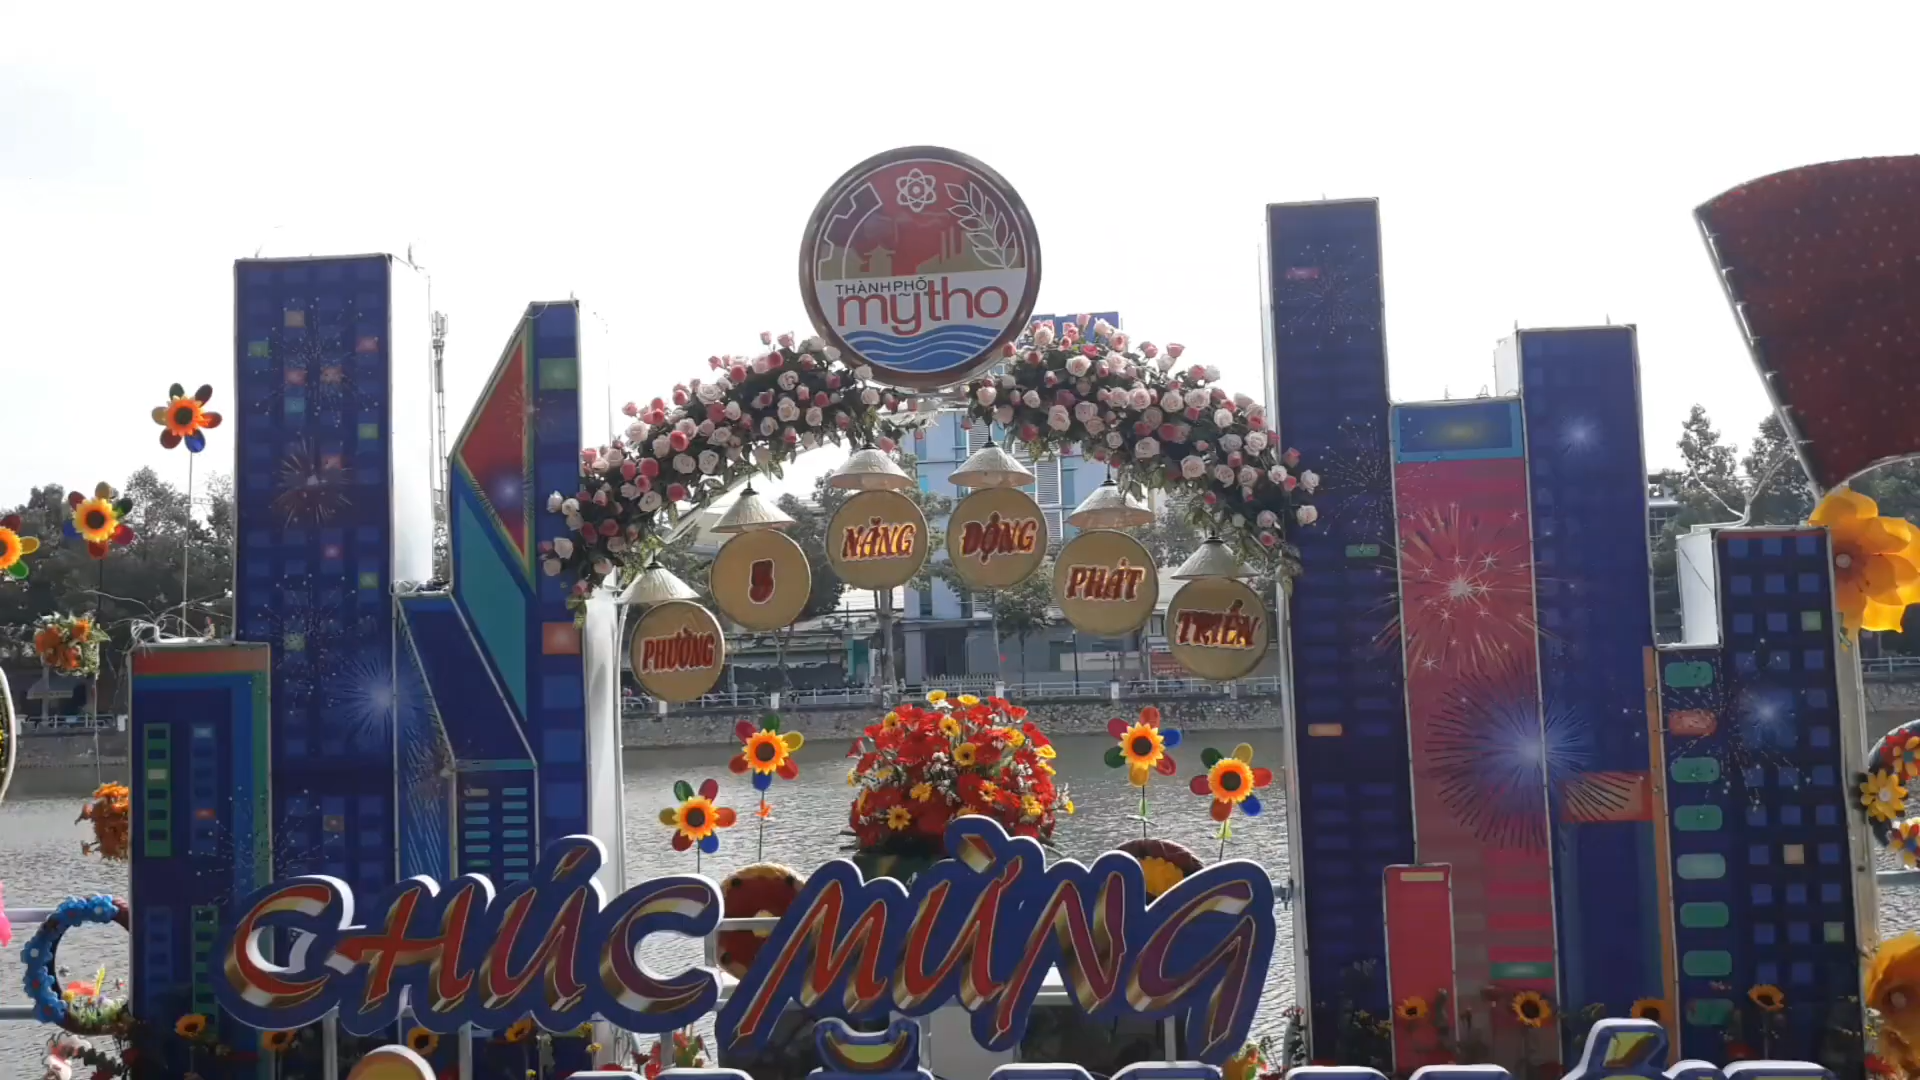 THÀNH PHỐ
mỹtho
PHƯỜNG 5 NĂNG ĐỘNG PHÁT TRIỂN
CHÚC MỪNG